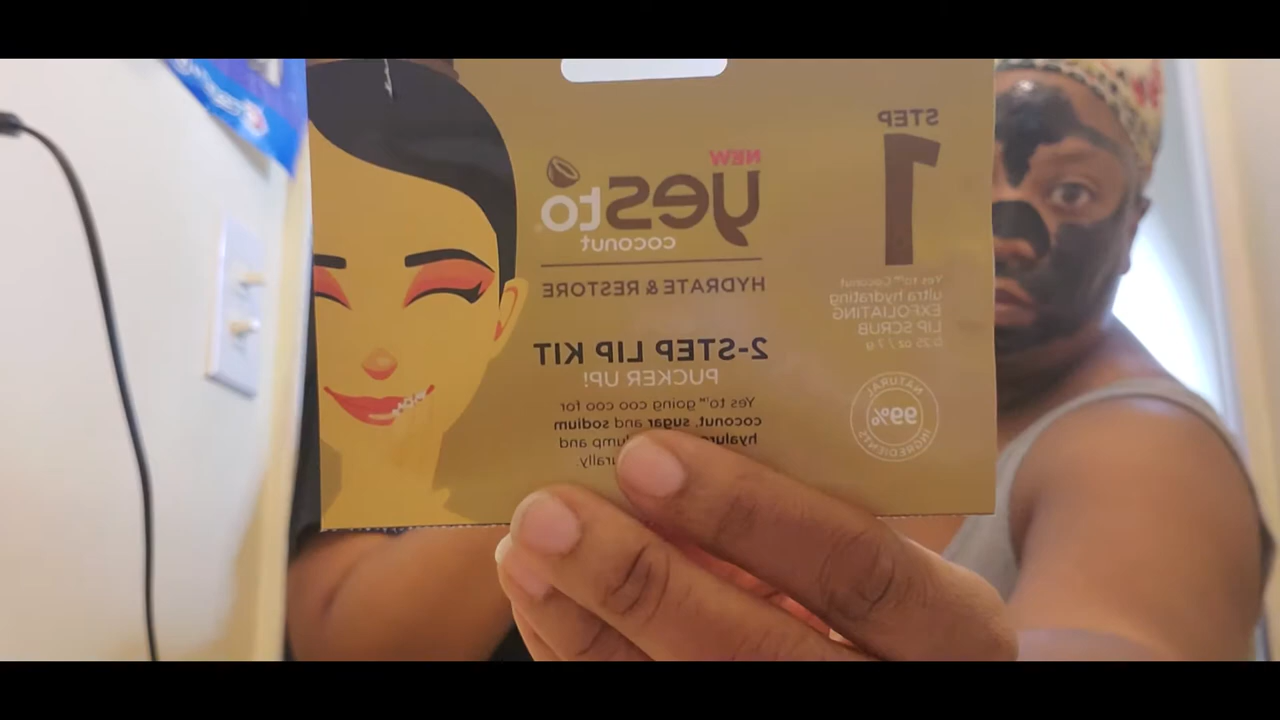 NEW
yes to
coconut
HYDRATE & RESTORE
2-STEP LIP KIT
PUCKER UP!
Yes to™ going coo coo for
coconut, sugar and sodium
and
STEP
1
Yes to™ Coconut
ultra hydrating
EXFOLIATING
LIP SCRUB
0.25 oz / 7 g
NATURAL
99%
INGREDIENTS